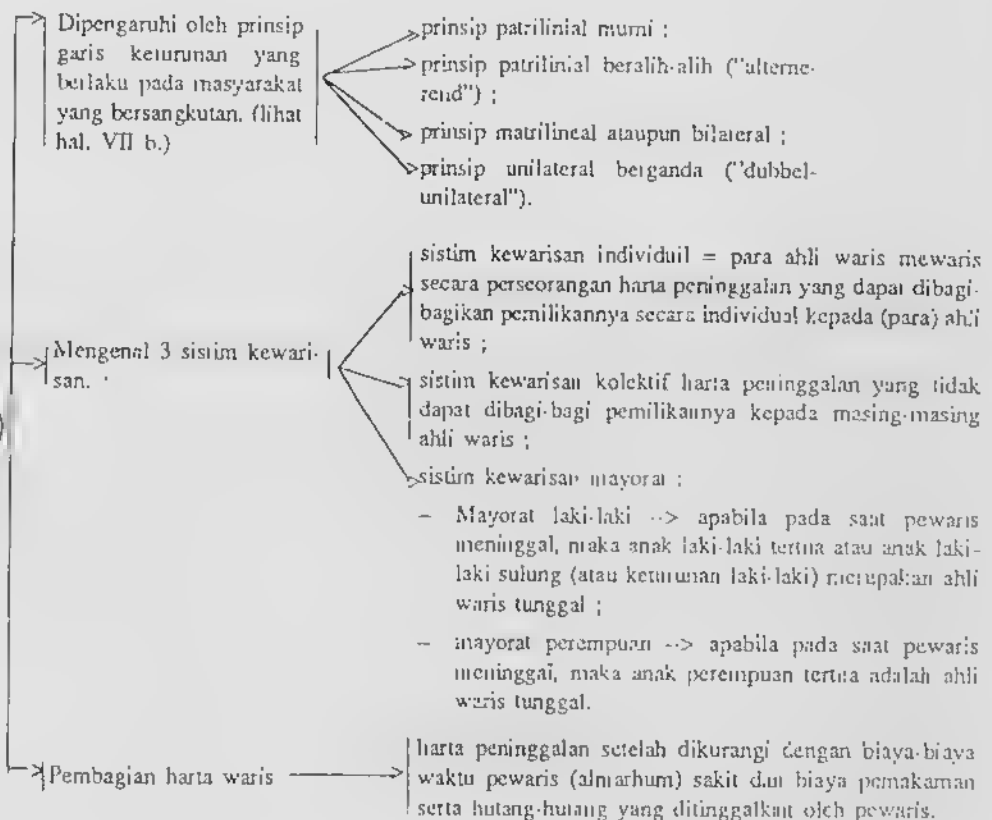 Dipengaruhi oleh prinsip
garis keturunan yang
berlaku pada masyarakat
yang bersangkutan. (lihat
hal. VII b.)
prinsip patrilinial murni ;
prinsip patrilinial beralih-alih ("alterne-
rend") ;
prinsip matrilineal ataupun bilateral ;
prinsip unilateral berganda ("dubbel-
unilateral").
Mengenal 3 sistim kewari-
san.
sistim kewarisan individuil = para ahli waris mewaris
secara perseorangan harta peninggalan yang dapat dibagi-
bagikan pemilikannya secara individual kepada (para) ahli
waris ;
sistim kewarisan kolektif harta peninggalan yang tidak
dapat dibagi-bagi pemilikannya kepada masing-masing
ahli waris ;
sistim kewarisan mayorat ;
– Mayorat laki-laki --> apabila pada saat pewaris
meninggal, maka anak laki-laki tertua atau anak laki-
laki sulung (atau keturunan laki-laki) merupakan ahli
waris tunggal ;
– mayorat perempuan --> apabila pada saat pewaris
meninggal, maka anak perempuan tertua adalah ahli
waris tunggal.
Pembagian harta waris
harta peninggalan setelah dikurangi dengan biaya-biaya
waktu pewaris (almarhum) sakit dan biaya pemakaman
serta hutang-hutang yang ditinggalkan oleh pewaris.